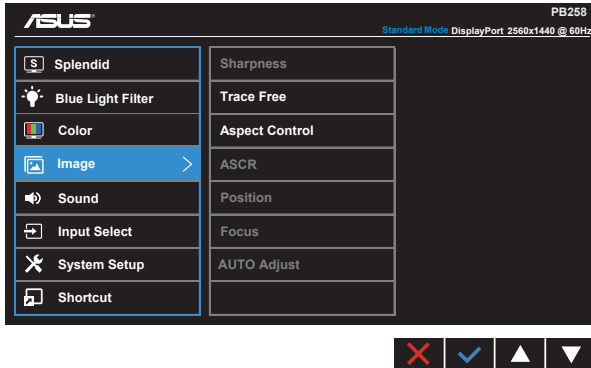 ASUS
PB258
Standard Mode DisplayPort 2560x1440 @ 60Hz
S Splendid
Blue Light Filter
Color
Image
Sound
Input Select
System Setup
Shortcut
Sharpness
Trace Free
Aspect Control
ASCR
Position
Focus
AUTO Adjust